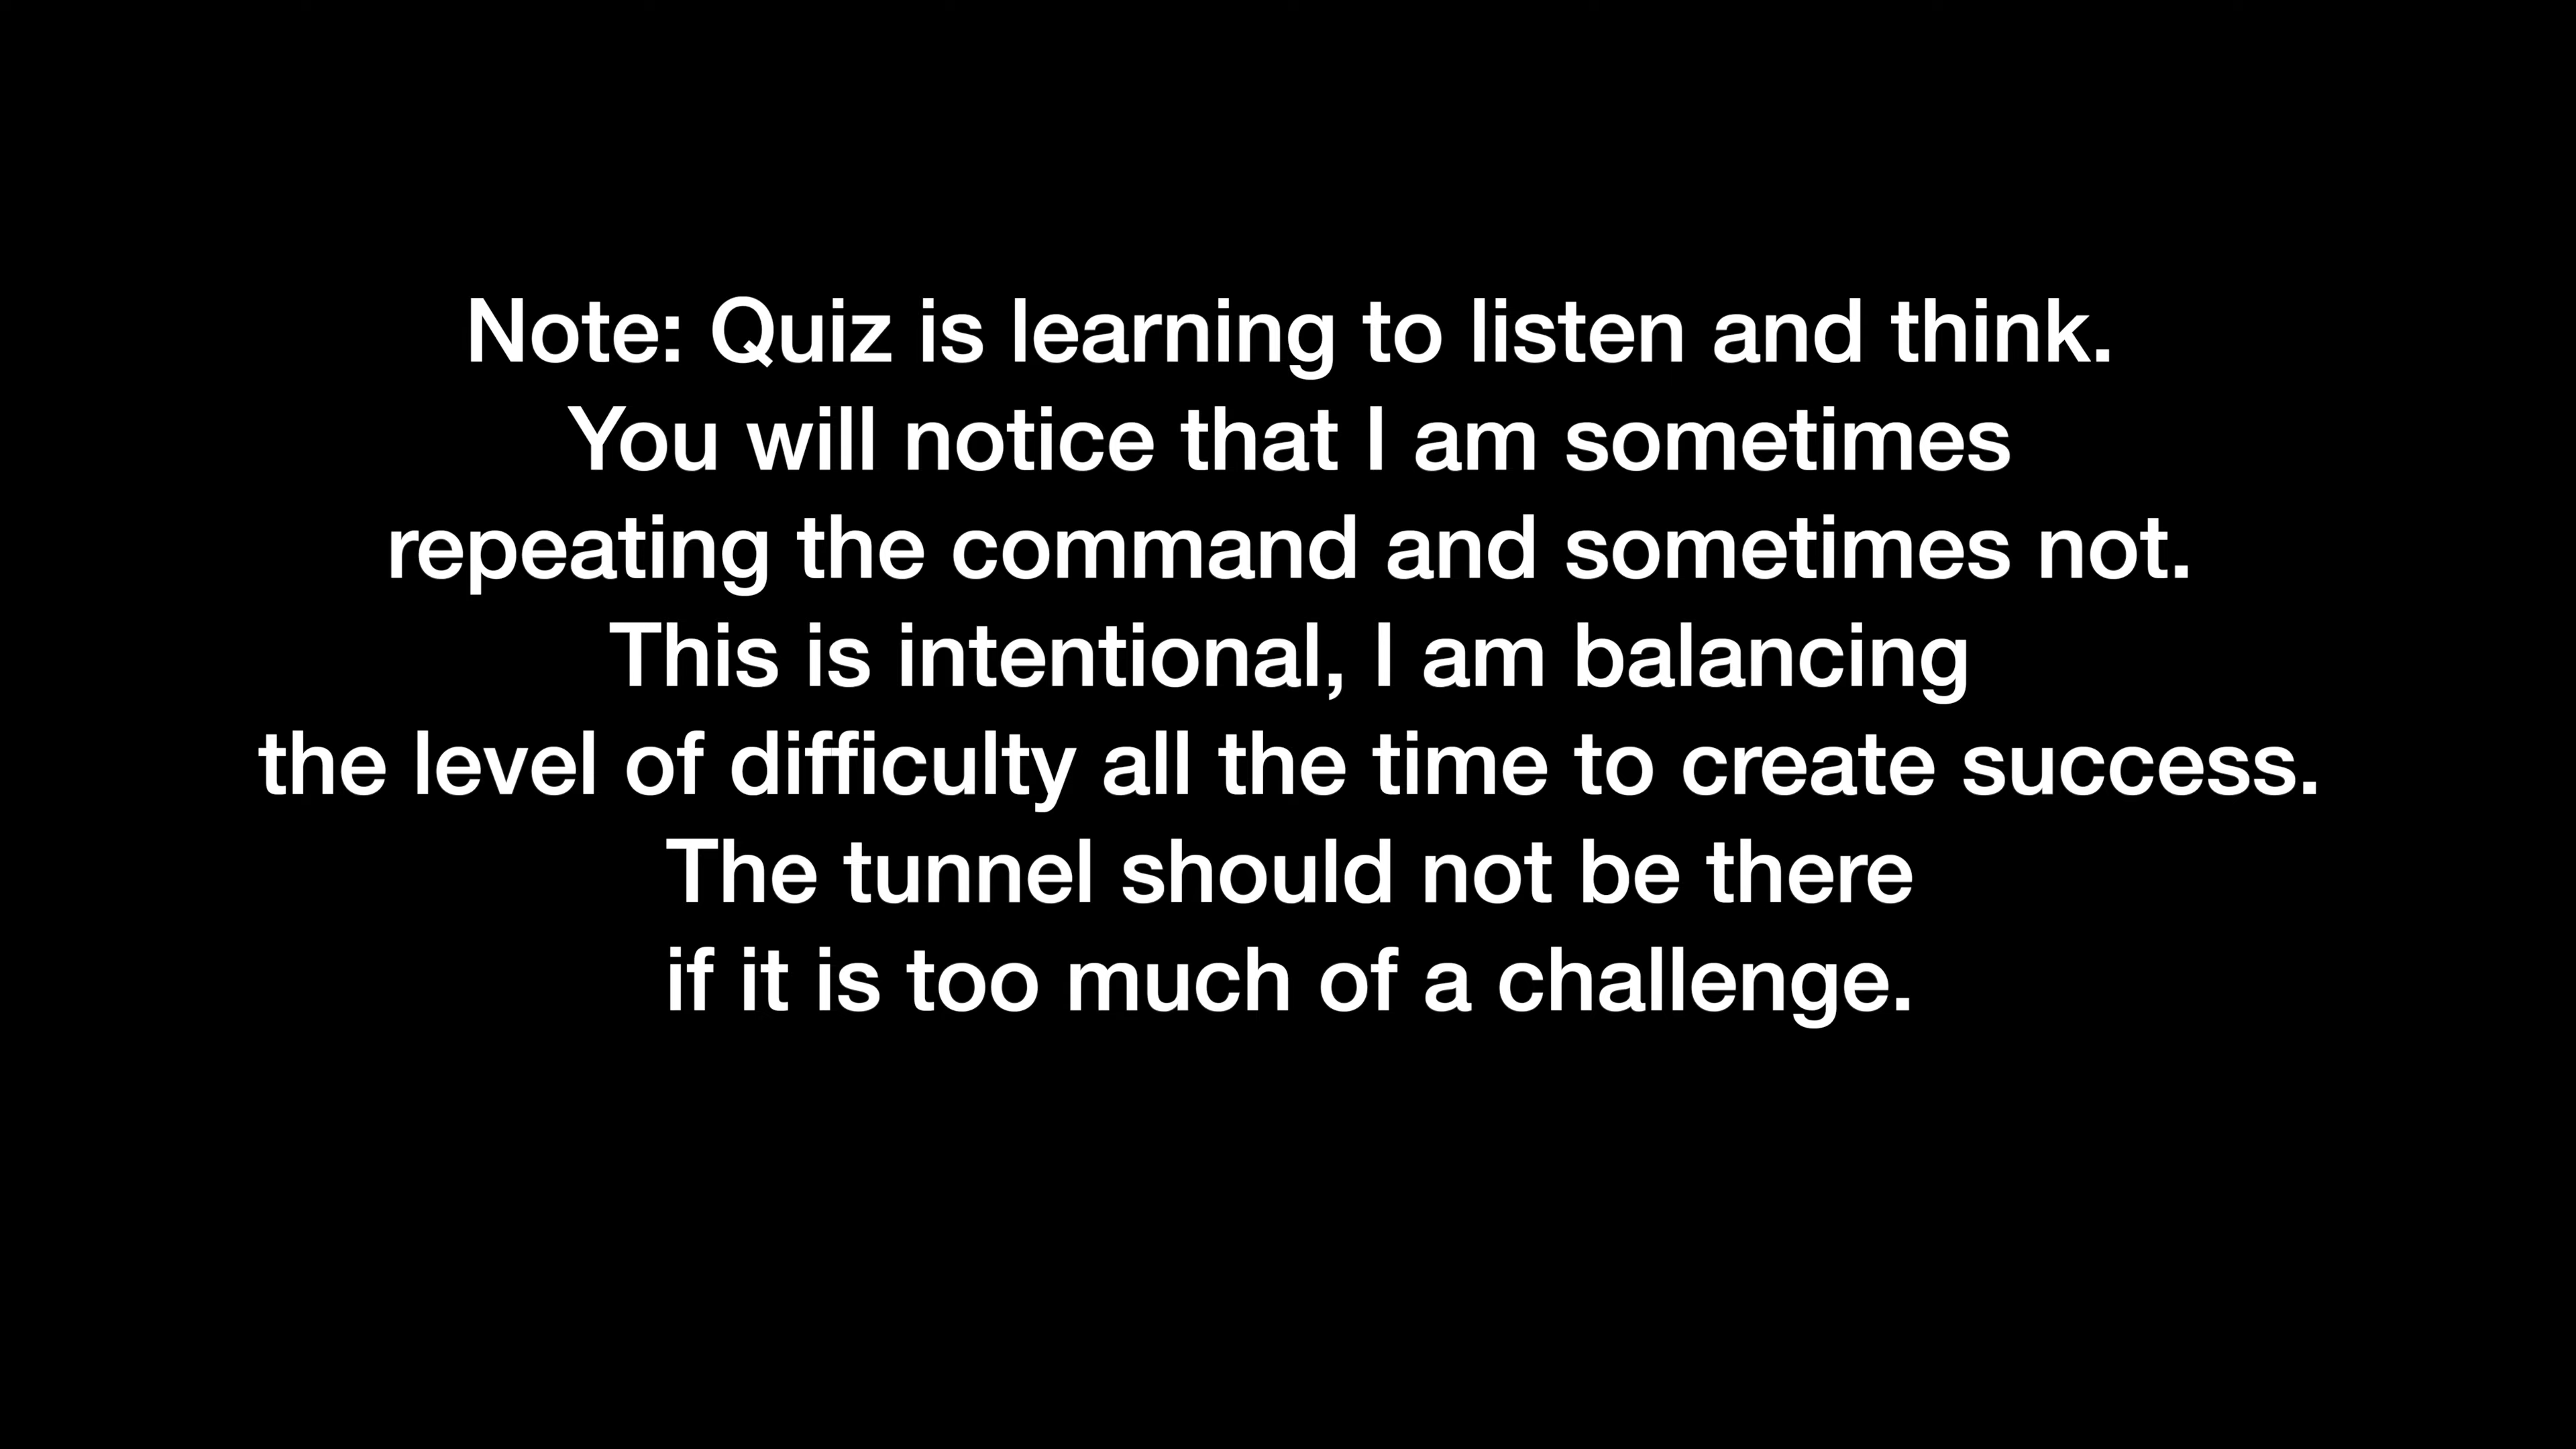 Note: Quiz is learning to listen and think.
You will notice that I am sometimes
repeating the command and sometimes not.
This is intentional, I am balancing
the level of difficulty all the time to create success.
The tunnel should not be there
if it is too much of a challenge.